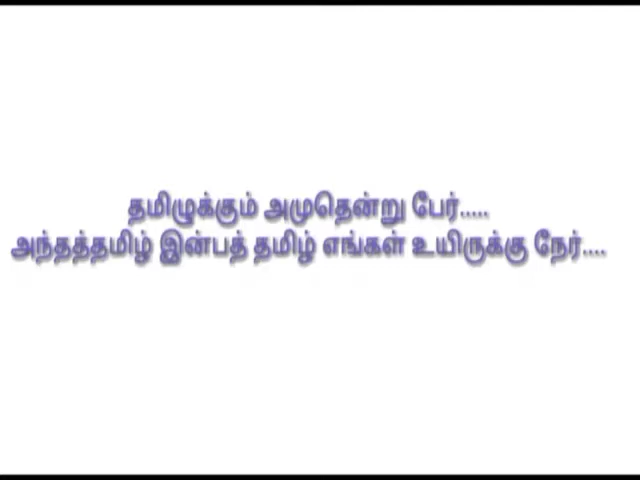 தமிழுக்கும் அமுதென்று பேர்.....
அந்தத்தமிழ் இன்பத் தமிழ் எங்கள் உயிருக்கு நேர்....